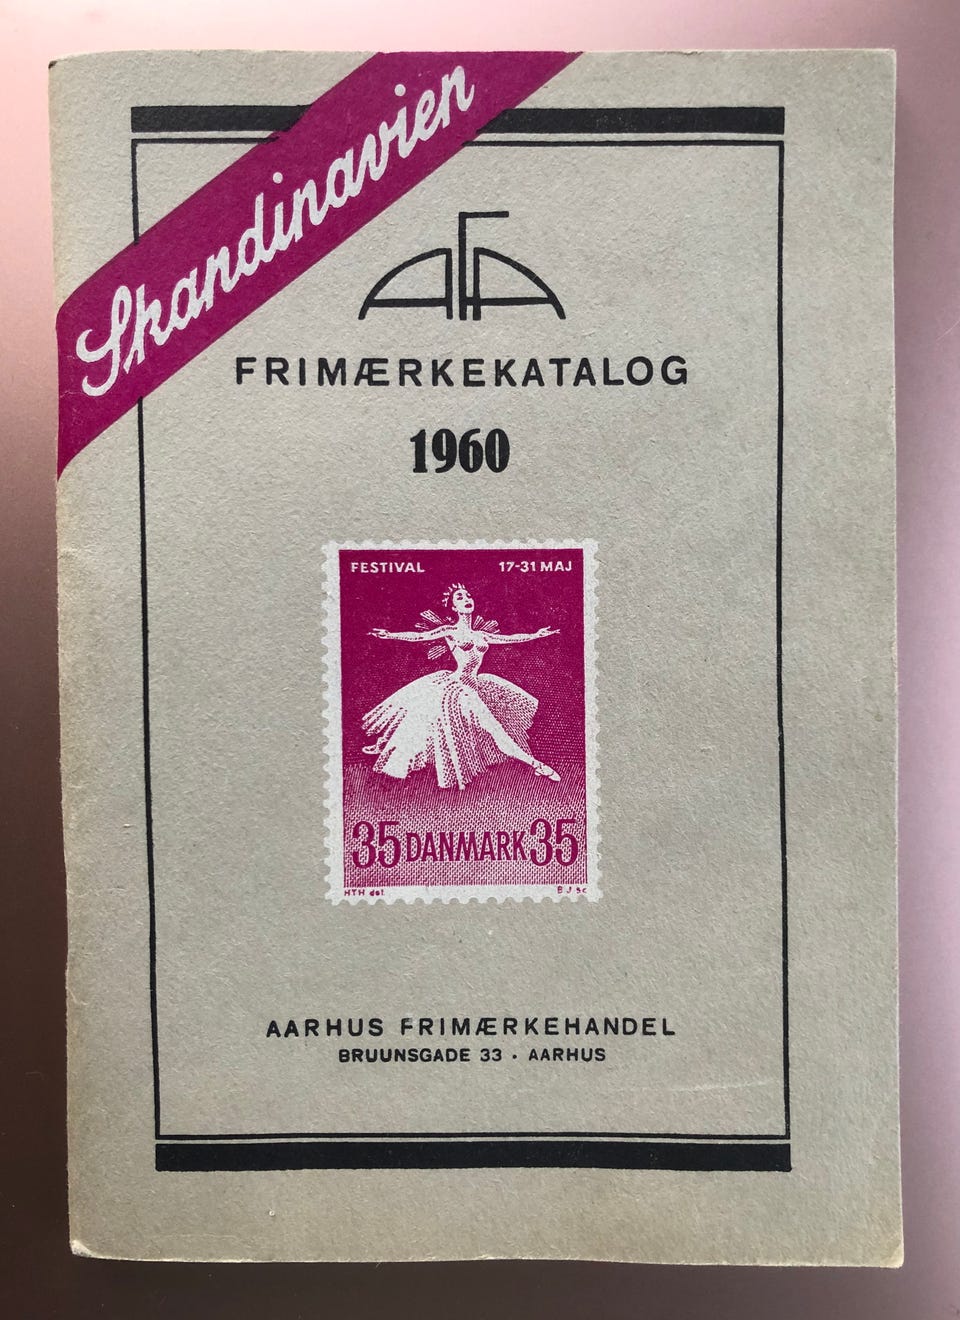 Skandinavien
AFA
FRIMÆRKEKATALOG
1960
FESTIVAL 17-31 MAJ
35 DANMARK 35
HTH del. B J sc
AARHUS FRIMÆRKEHANDEL
BRUUNSGADE 33 · AARHUS